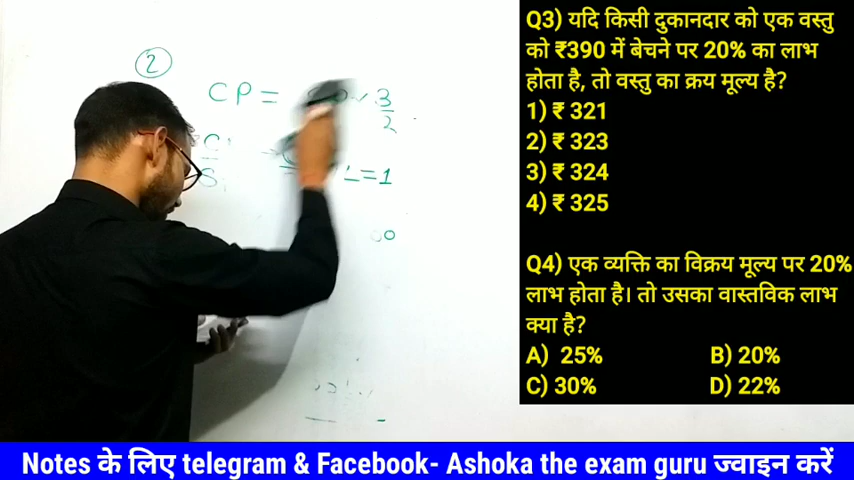 2
CP =
3
2
=1
Q3) यदि किसी दुकानदार को एक वस्तु
को ₹390 में बेचने पर 20% का लाभ
होता है, तो वस्तु का क्रय मूल्य है?
1) ₹ 321
2) ₹ 323
3) ₹ 324
4) ₹ 325
Q4) एक व्यक्ति का विक्रय मूल्य पर 20%
लाभ होता है। तो उसका वास्तविक लाभ
क्या है?
A) 25% B) 20%
C) 30% D) 22%
Notes के लिए telegram & Facebook- Ashoka the exam guru ज्वाइन करें